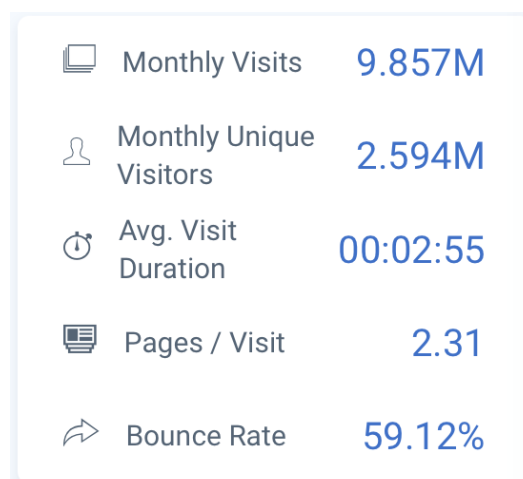 Monthly Visits 9.857M
Monthly Unique
Visitors 2.594M
Avg. Visit
Duration 00:02:55
Pages / Visit 2.31
Bounce Rate 59.12%